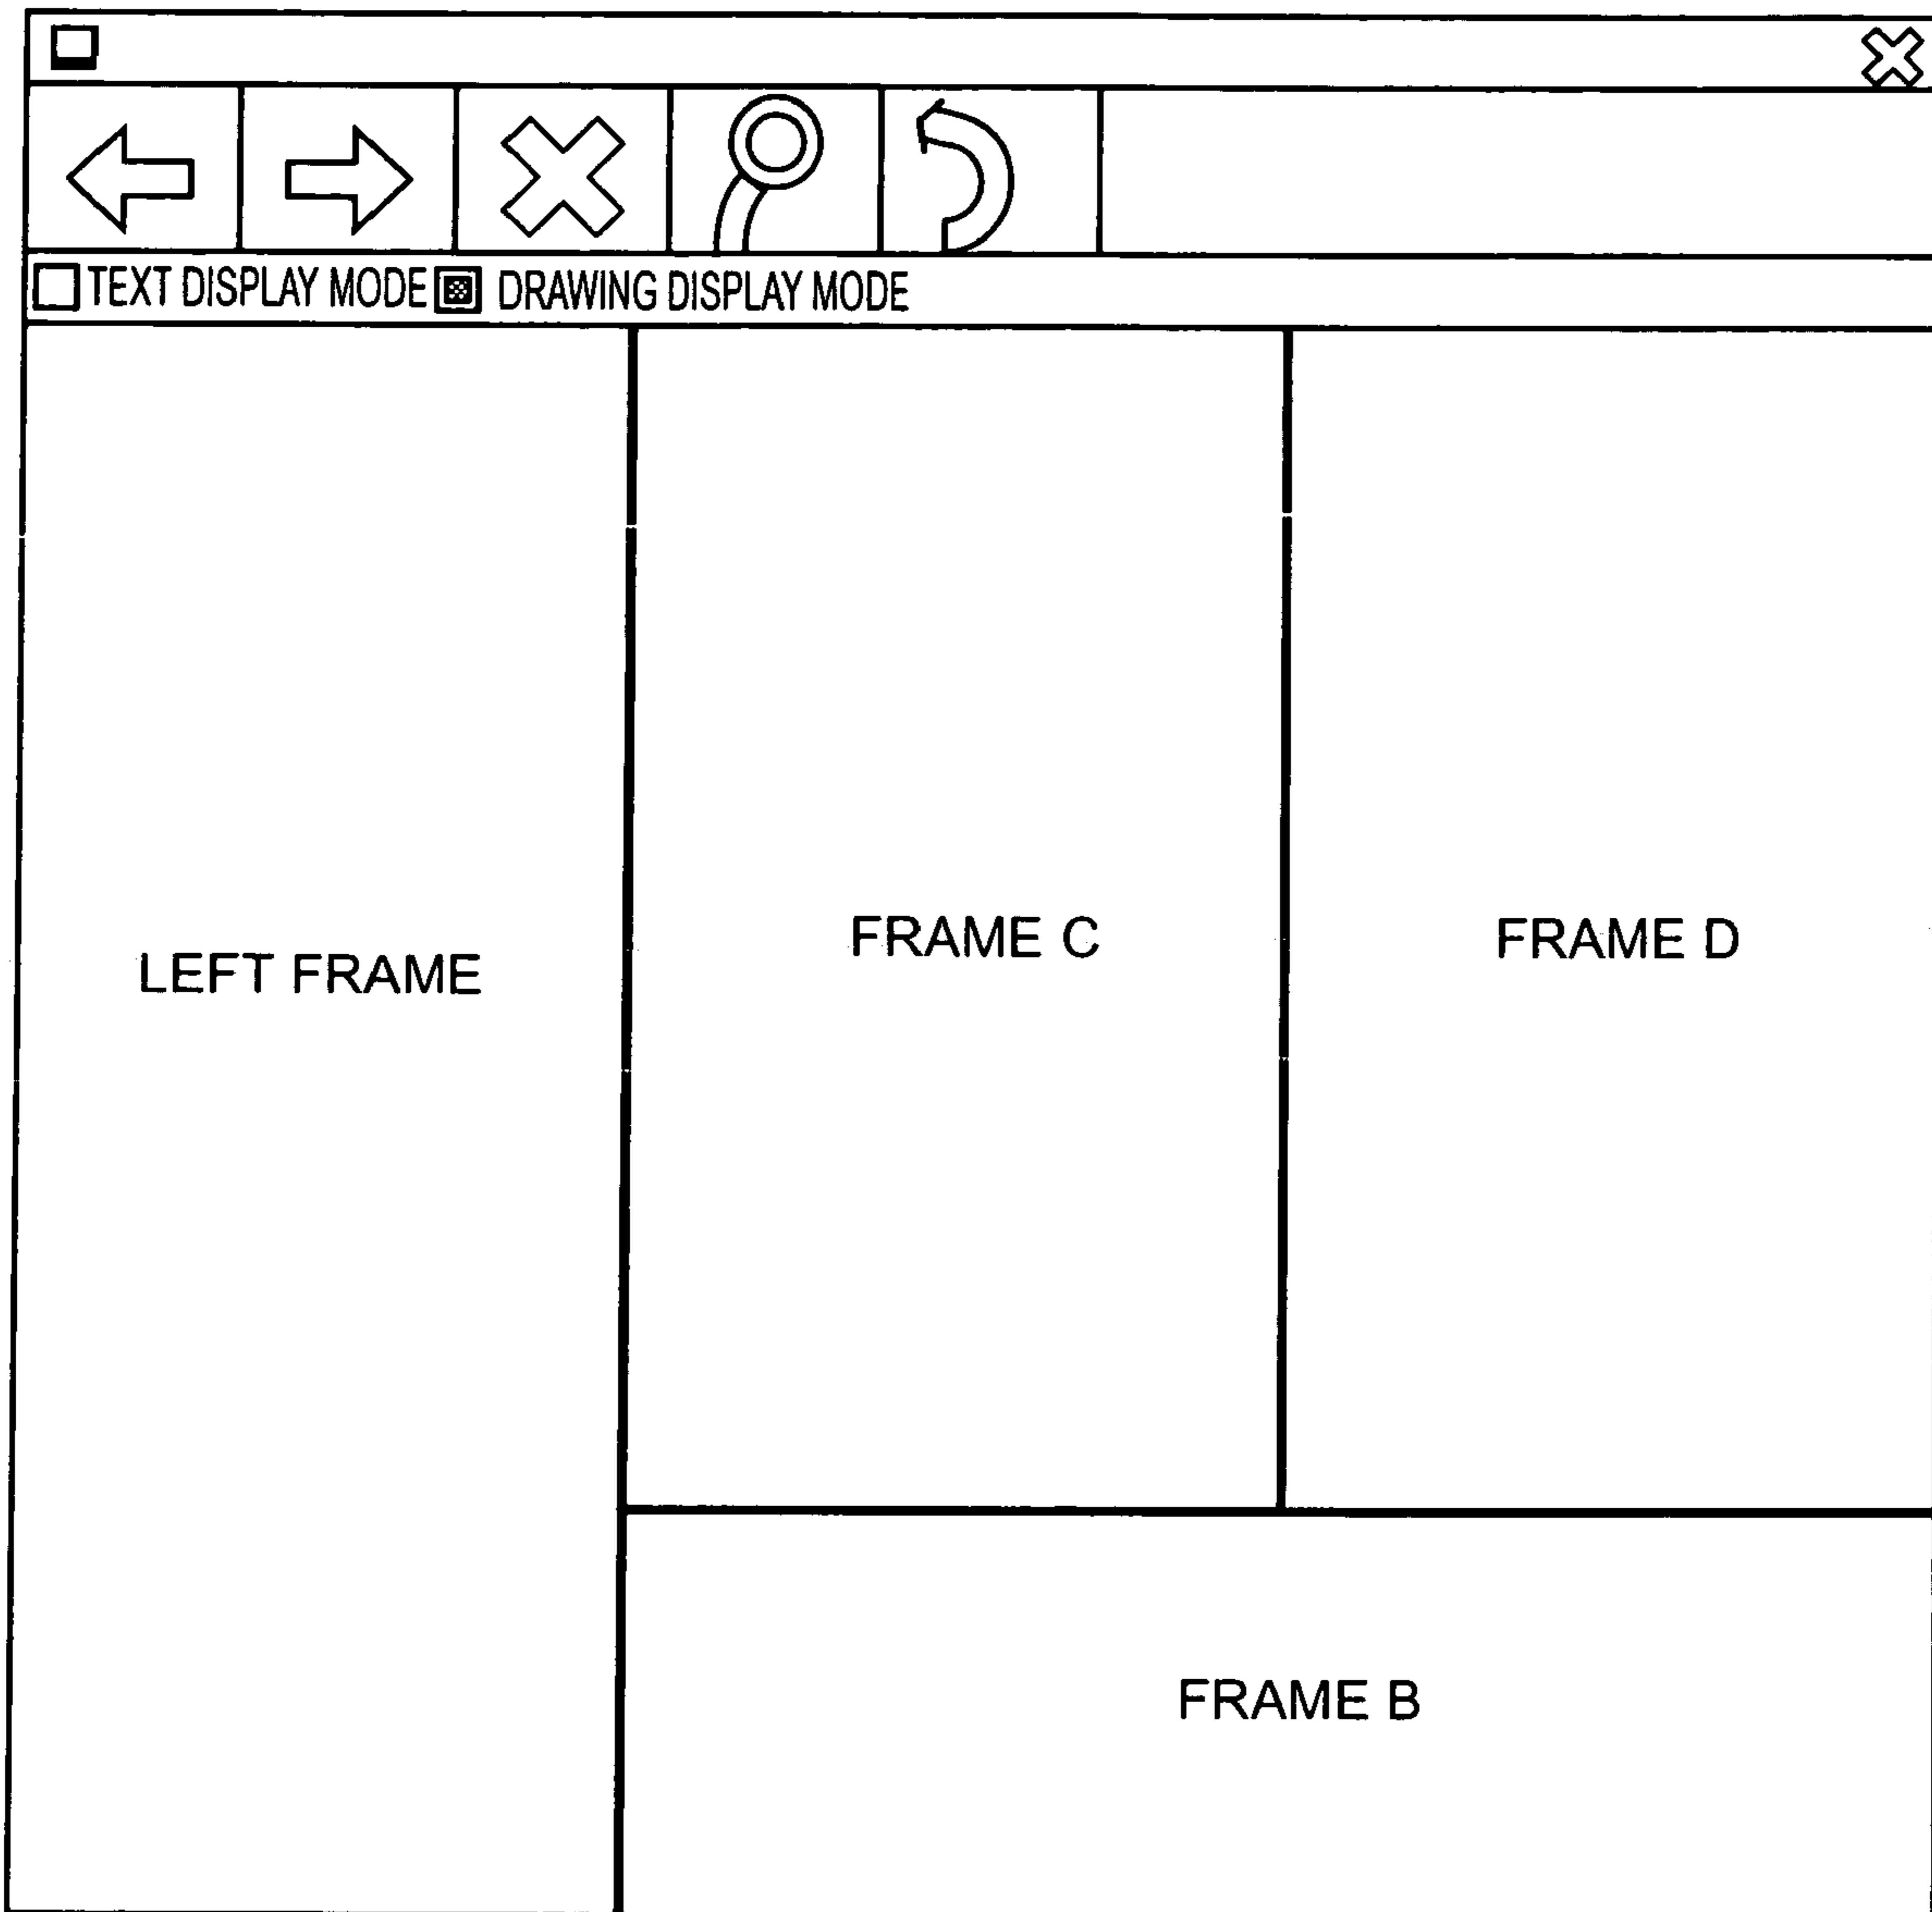 TEXT DISPLAY MODE DRAWING DISPLAY MODE
LEFT FRAME
FRAME C
FRAME D
FRAME B